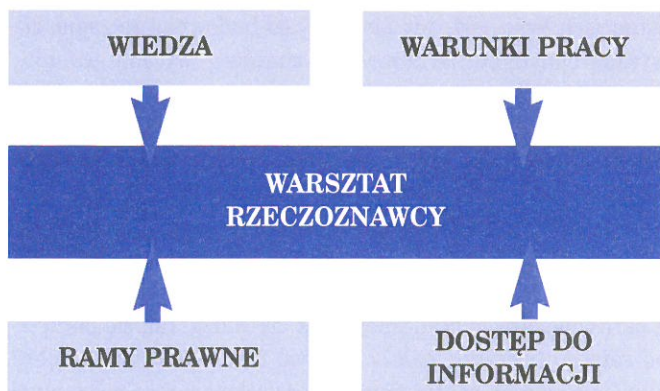 WIEDZA
WARUNKI PRACY
WARSZTAT
RZECZOZNAWCY
RAMY PRAWNE
DOSTĘP DO
INFORMACJI